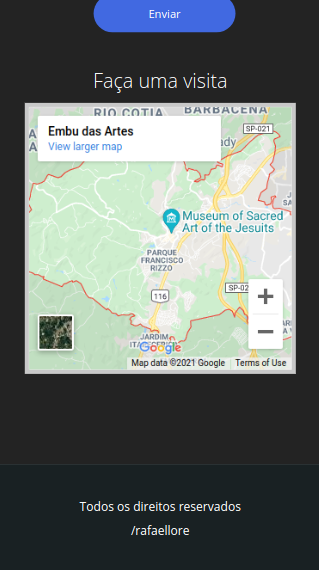 Enviar
Faça uma visita
RIO COTIA
BARBACENA
Embu das Artes
View larger map
SP-021
ady
Museum of Sacred
Art of the Jesuits
PARQUE
FRANCISCO
RIZZO
116
SP-02
JARDIM
Google
Map data ©2021 Google
Terms of Use
Todos os direitos reservados
/rafaellore